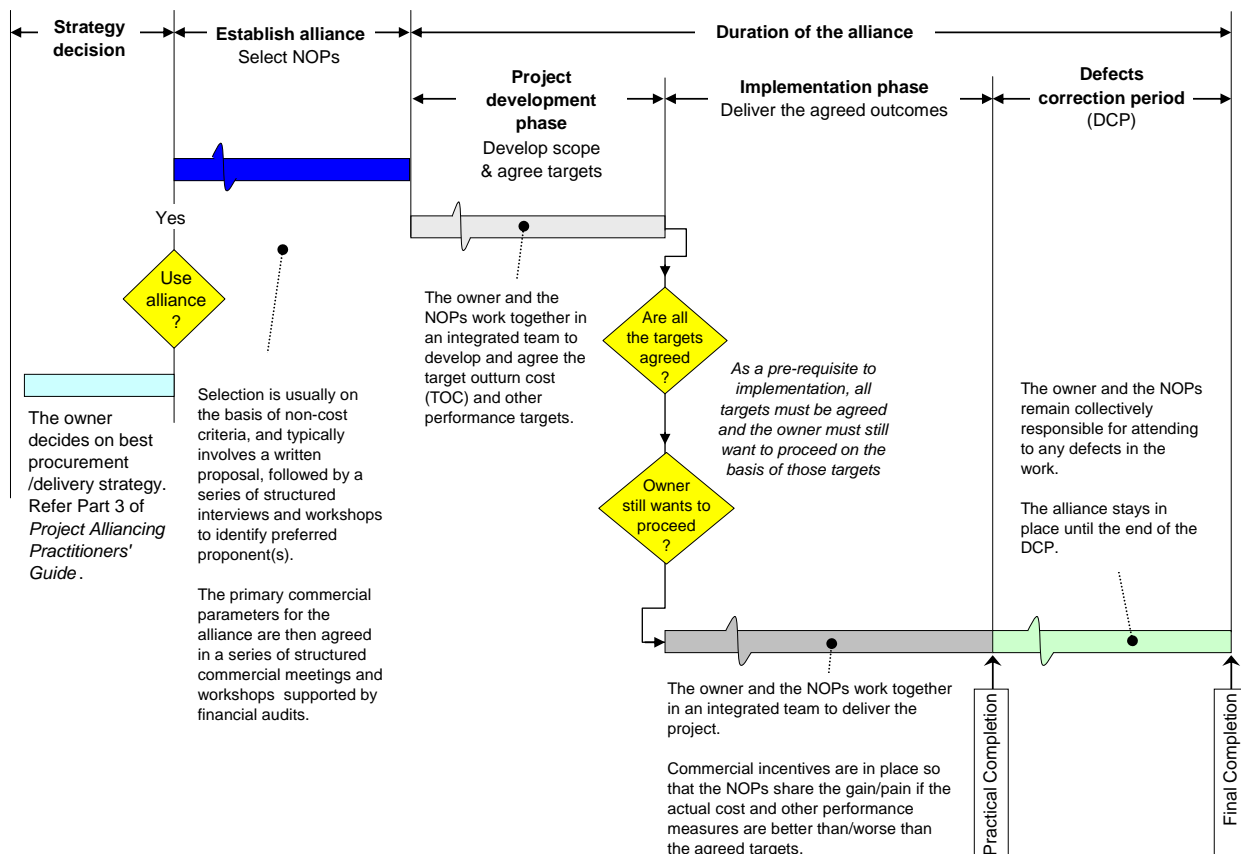 Strategy
decision
Establish alliance
Select NOPs
Duration of the alliance
Project
development
phase
Develop scope
& agree targets
Implementation phase
Deliver the agreed outcomes
Defects
correction period
(DCP)
Yes
Use
alliance
?
The owner
decides on best
procurement
/delivery strategy.
Refer Part 3 of
Project Alliancing
Practitioners'
Guide.
Selection is usually on
the basis of non-cost
criteria, and typically
involves a written
proposal, followed by a
series of structured
interviews and workshops
to identify preferred
proponent(s).
The primary commercial
parameters for the
alliance are then agreed
in a series of structured
commercial meetings and
workshops supported by
financial audits.
The owner and the
NOPs work together in
an integrated team to
develop and agree the
target outturn cost
(TOC) and other
performance targets.
Are all
the targets
agreed
?
As a pre-requisite to
implementation, all
targets must be agreed
and the owner must still
want to proceed on the
basis of those targets
Owner
still wants to
proceed
?
The owner and the NOPs work together
in an integrated team to deliver the
project.
Commercial incentives are in place so
that the NOPs share the gain/pain if the
actual cost and other performance
measures are better than/worse than
the agreed targets.
The owner and the NOPs
remain collectively
responsible for attending
to any defects in the
work.
The alliance stays in
place until the end of the
DCP.
Practical Completion
Final Completion